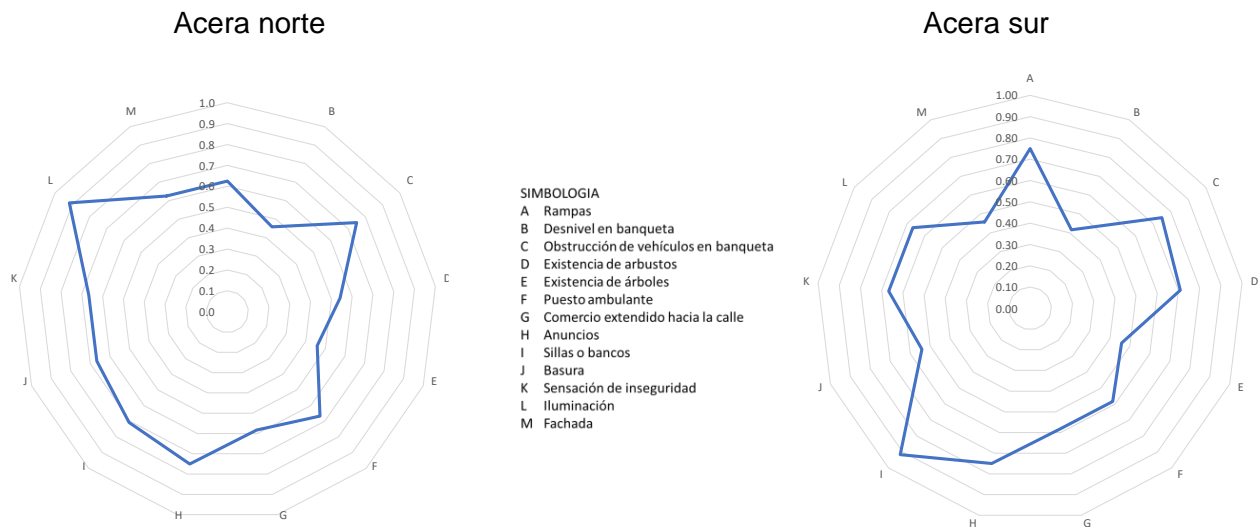 Acera norte
Acera sur
1.0
0.9
0.8
0.7
0.6
0.5
0.4
0.3
0.2
0.1
0.0
B
C
D
E
F
G
H
I
J
K
L
M
SIMBOLOGIA
A Rampas
B Desnivel en banqueta
C Obstrucción de vehículos en banqueta
D Existencia de arbustos
E Existencia de árboles
F Puesto ambulante
G Comercio extendido hacia la calle
H Anuncios
I Sillas o bancos
J Basura
K Sensación de inseguridad
L Iluminación
M Fachada
1.00
0.90
0.80
0.70
0.60
0.50
0.40
0.30
0.20
0.10
0.00
A
B
C
D
E
F
G
H
I
J
K
L
M